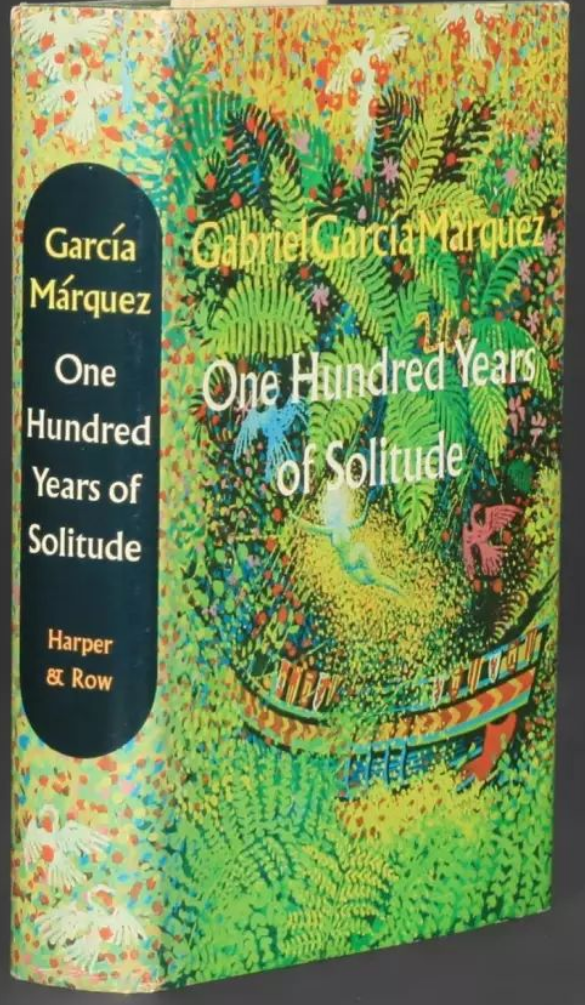 García
Márquez
One
Hundred
Years of
Solitude
Harper
& Row
Gabriel García Márquez
One Hundred Years
of Solitude